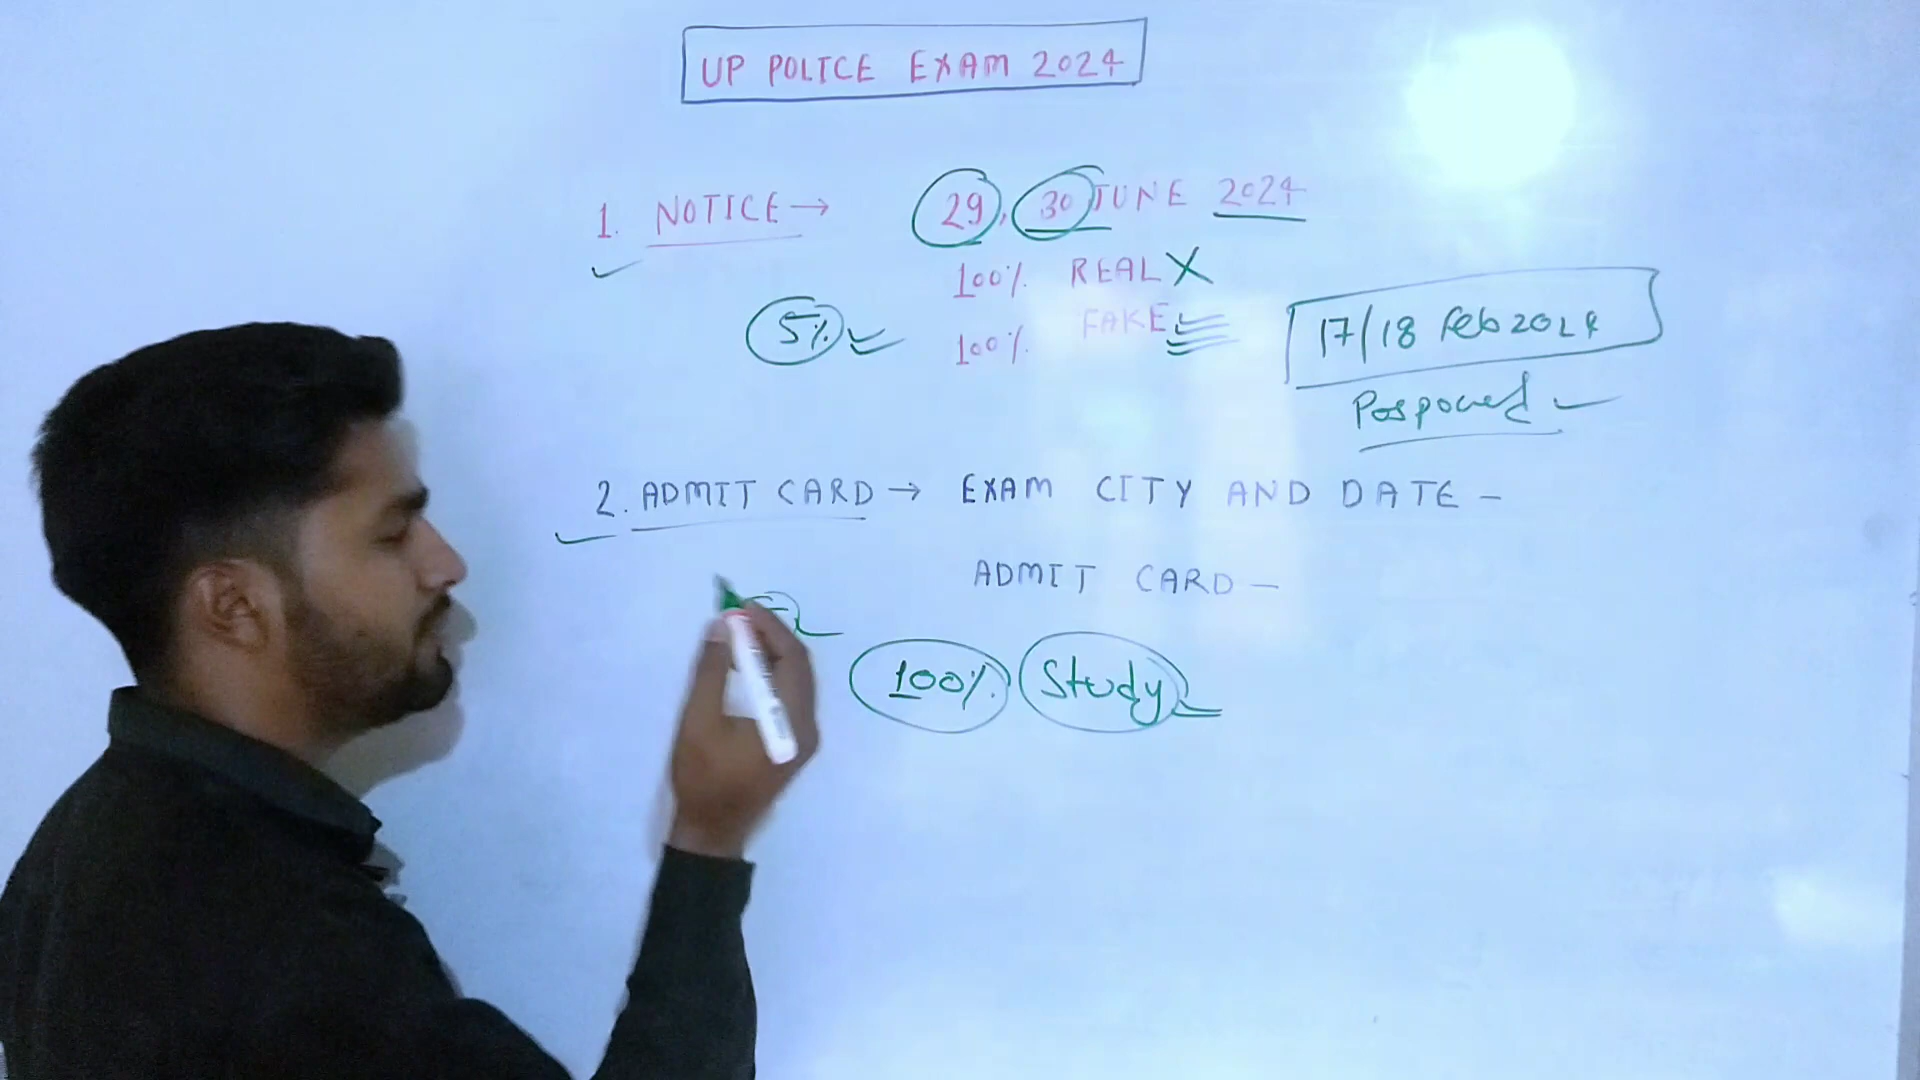 UP POLICE EXAM 2024
1. NOTICE → 29, 30 JUNE 2024
100% REAL X
5% 100% FAKE
17/18 Feb 2024
Posponed
2. ADMIT CARD → EXAM CITY AND DATE -
ADMIT CARD -
100% Study